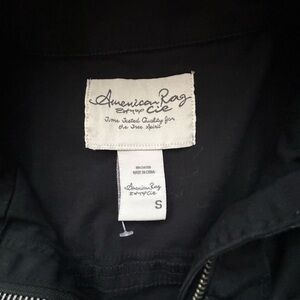 American Rag
Cie
Time Tested Quality for
the Free Spirit
MADE IN CHINA
American Rag
Cie
S